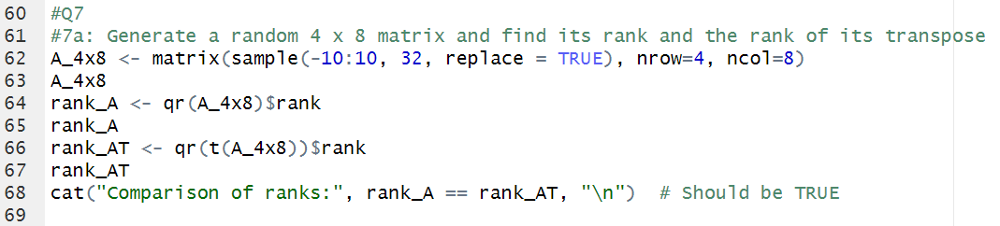 60 #Q7
61 #7a: Generate a random 4 x 8 matrix and find its rank and the rank of its transpose
62 A_4x8 <- matrix(sample(-10:10, 32, replace = TRUE), nrow=4, ncol=8)
63 A_4x8
64 rank_A <- qr(A_4x8)$rank
65 rank_A
66 rank_AT <- qr(t(A_4x8))$rank
67 rank_AT
68 cat("Comparison of ranks:", rank_A == rank_AT, "\n")  # Should be TRUE
69